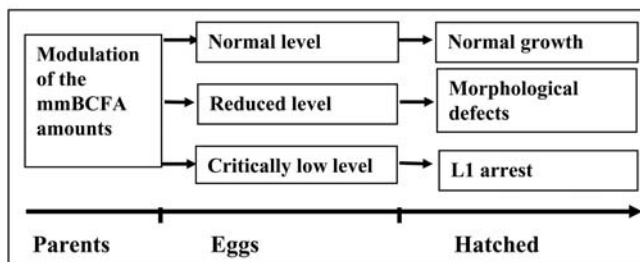 Modulation
of the
mmBCFA
amounts
Normal level
Normal growth
Reduced level
Morphological
defects
Critically low level
L1 arrest
Parents
Eggs
Hatched